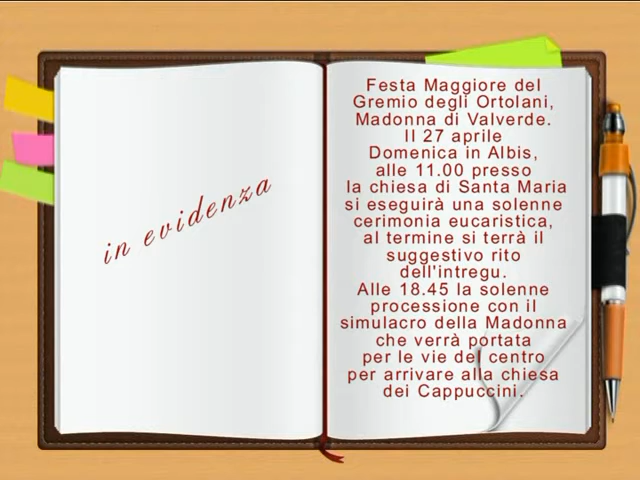 in evidenza
Festa Maggiore del
Gremio degli Ortolani,
Madonna di Valverde.
Il 27 aprile
Domenica in Albis,
alle 11.00 presso
la chiesa di Santa Maria
si eseguirà una solenne
cerimonia eucaristica,
al termine si terrà il
suggestivo rito
dell'intregu.
Alle 18.45 la solenne
processione con il
simulacro della Madonna
che verrà portata
per le vie del centro
per arrivare alla chiesa
dei Cappuccini.